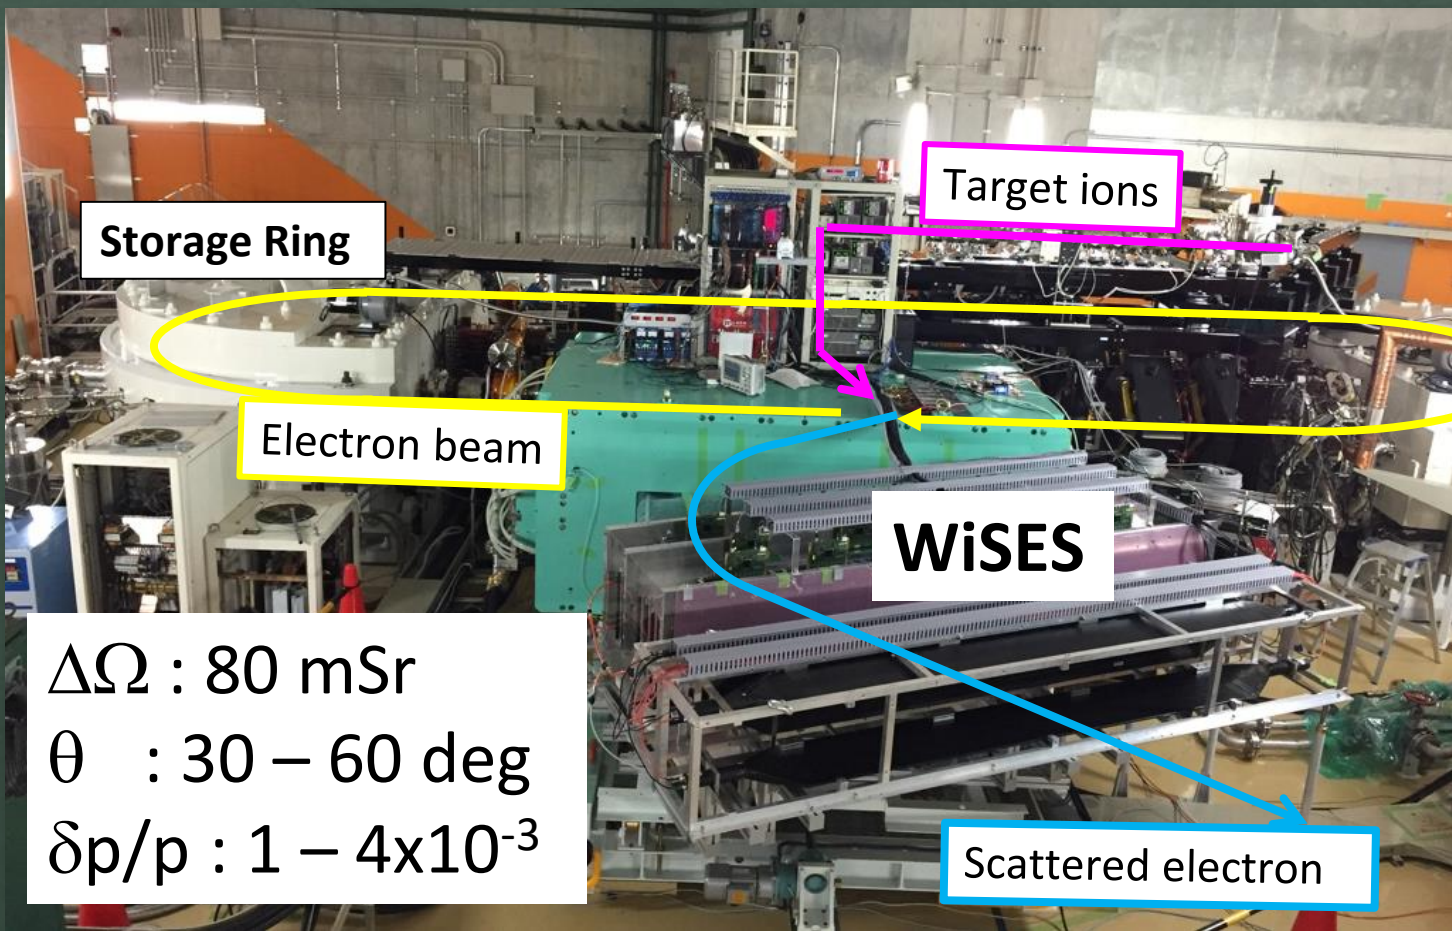 Target ions
Storage Ring
Electron beam
WiSES
ΔΩ : 80 mSr
θ : 30 – 60 deg
δp/p : 1 – 4x10⁻³
Scattered electron